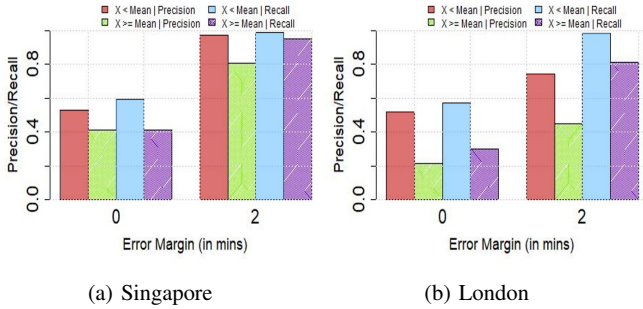 X < Mean | Precision X < Mean | Recall
X >= Mean | Precision X >= Mean | Recall
Precision/Recall
0.8
0.4
0.0
0 2
Error Margin (in mins)
(a) Singapore
X < Mean | Precision X < Mean | Recall
X >= Mean | Precision X >= Mean | Recall
Precision/Recall
0.8
0.4
0.0
0 2
Error Margin (in mins)
(b) London